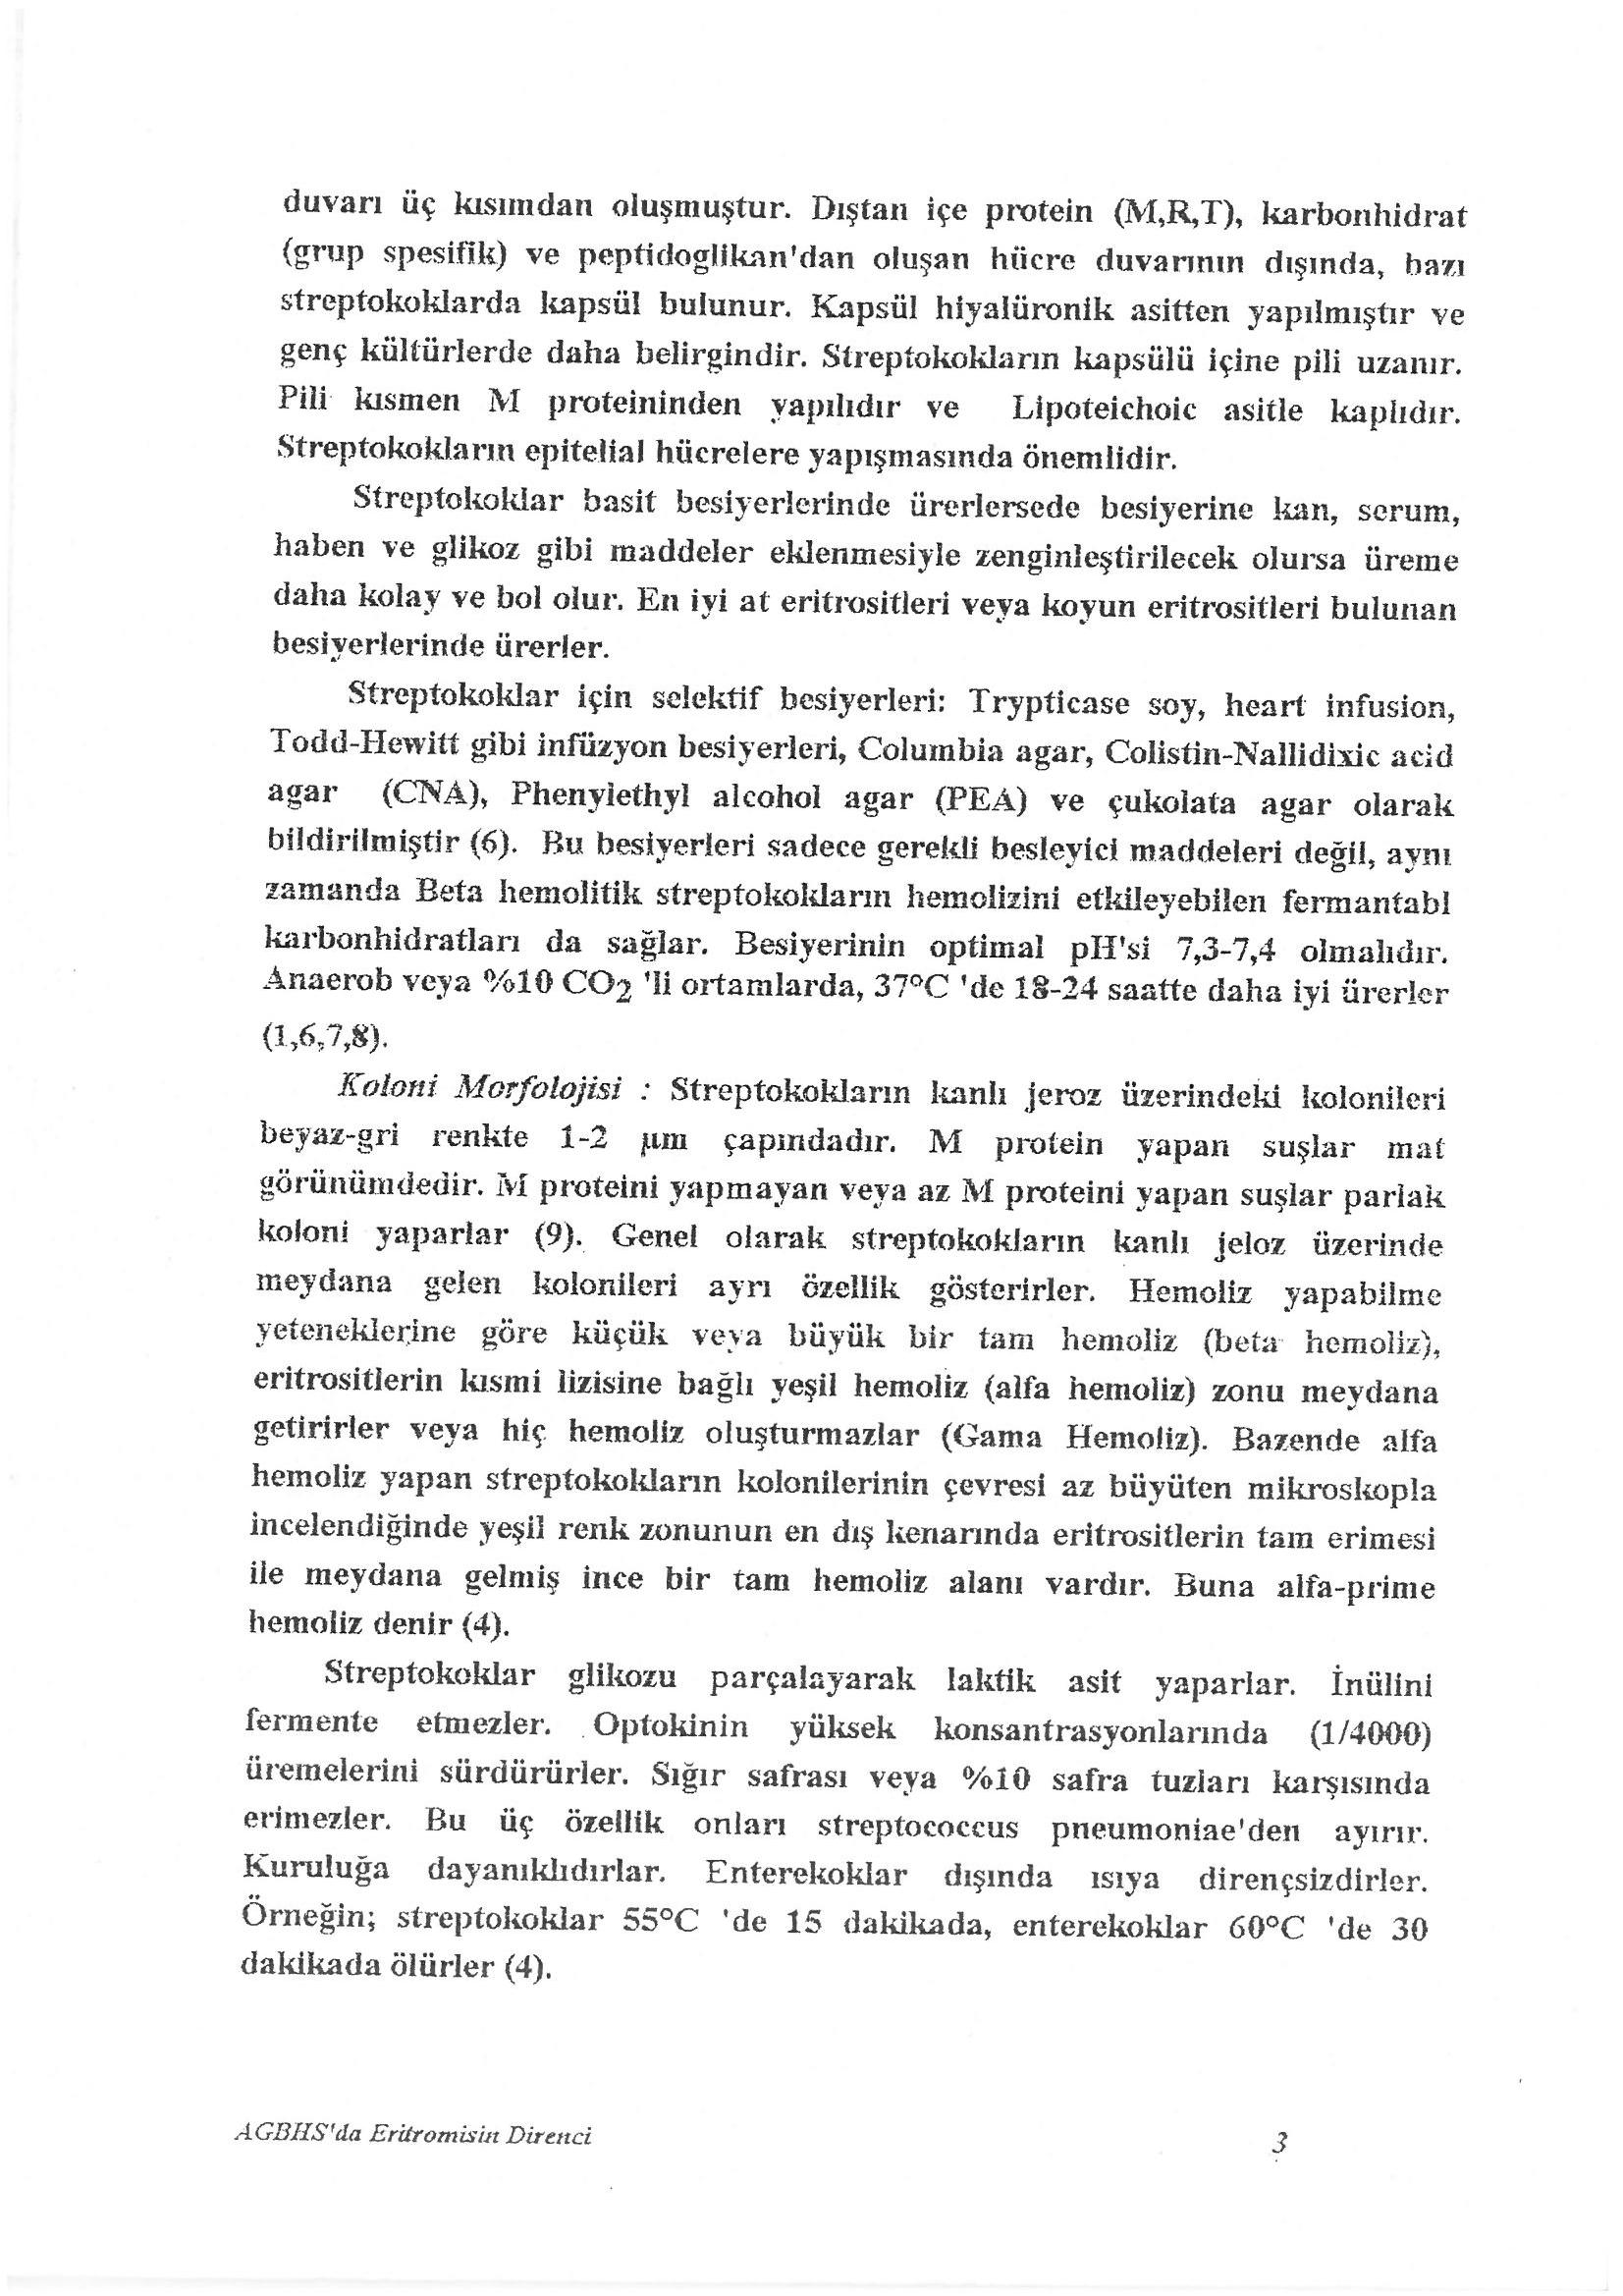 duvarı üç kısımdan oluşmuştur. Dıştan içe protein (M,R,T), karbonhidrat
(grup spesifik) ve peptidoglikan'dan oluşan hücre duvarının dışında, bazı
streptokoklarda kapsül bulunur. Kapsül hiyalüronik asitten yapılmıştır ve
genç kültürlerde daha belirgindir. Streptokokların kapsülü içine pili uzanır.
Pili kısmen M proteininden yapılıdır ve Lipoteichoic asitle kaplıdır.
Streptokokların epitelial hücrelere yapışmasında önemlidir.
Streptokoklar basit besiyerlerinde ürerlersede besiyerine kan, serum,
haben ve glikoz gibi maddeler eklenmesiyle zenginleştirilecek olursa üreme
daha kolay ve bol olur. En iyi at eritrositleri veya koyun eritrositleri bulunan
besiyerlerinde ürerler.
Streptokoklar için selektif besiyerleri: Trypticase soy, heart infusion,
Todd-Hewitt gibi infüzyon besiyerleri, Columbia agar, Colistin-Nallidixic acid
agar (CNA), Phenylethyl alcohol agar (PEA) ve çukolata agar olarak
bildirilmiştir (6). Bu besiyerleri sadece gerekli besleyici maddeleri değil, aynı
zamanda Beta hemolitik streptokokların hemolizini etkileyebilen fermantabl
karbonhidratları da sağlar. Besiyerinin optimal pH'si 7,3-7,4 olmalıdır.
Anaerob veya %10 CO₂ 'li ortamlarda, 37°C 'de 18-24 saatte daha iyi ürerler
(1,6,7,8).
Koloni Morfolojisi : Streptokokların kanlı jeroz üzerindeki kolonileri
beyaz-gri renkte 1-2 µm çapındadır. M protein yapan suşlar mat
görünümdedir. M proteini yapmayan veya az M proteini yapan suşlar parlak
koloni yaparlar (9). Genel olarak streptokokların kanlı jeloz üzerinde
meydana gelen kolonileri ayrı özellik gösterirler. Hemoliz yapabilme
yeteneklerine göre küçük veya büyük bir tam hemoliz (beta hemoliz),
eritrositlerin kısmi lizisine bağlı yeşil hemoliz (alfa hemoliz) zonu meydana
getirirler veya hiç hemoliz oluşturmazlar (Gama Hemoliz). Bazende alfa
hemoliz yapan streptokokların kolonilerinin çevresi az büyüten mikroskopla
incelendiğinde yeşil renk zonunun en dış kenarında eritrositlerin tam erimesi
ile meydana gelmiş ince bir tam hemoliz alanı vardır. Buna alfa-prime
hemoliz denir (4).
Streptokoklar glikozu parçalayarak laktik asit yaparlar. İnülini
fermente etmezler. Optokinin yüksek konsantrasyonlarında (1/4000)
üremelerini sürdürürler. Sığır safrası veya %10 safra tuzları karşısında
erimezler. Bu üç özellik onları streptococcus pneumoniae'den ayırır.
Kuruluğa dayanıklıdırlar. Enterekoklar dışında ısıya dirençsizdirler.
Örneğin; streptokoklar 55°C 'de 15 dakikada, enterekoklar 60°C 'de 30
dakikada ölürler (4).
AGBHS'da Eritromisin Direnci 3